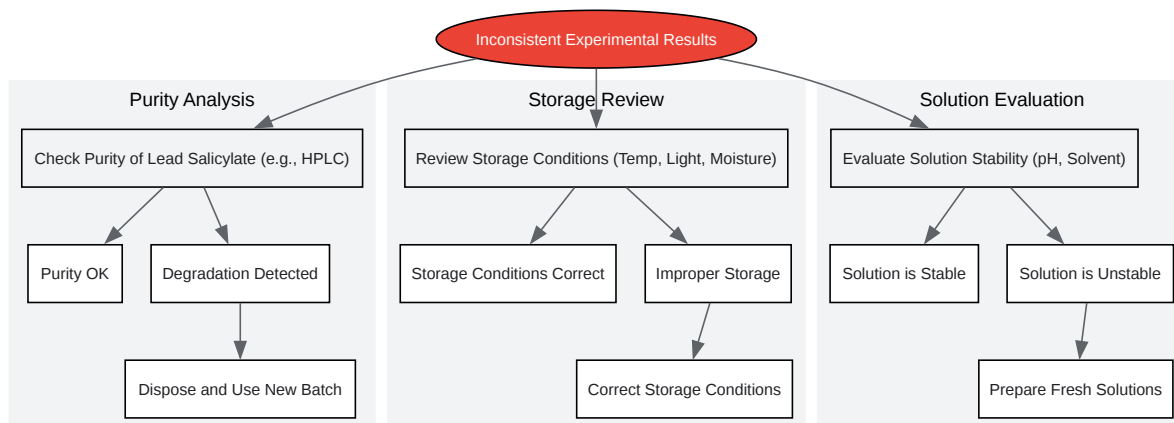 Inconsistent Experimental Results
Purity Analysis
Storage Review
Solution Evaluation
Check Purity of Lead Salicylate (e.g., HPLC)
Review Storage Conditions (Temp, Light, Moisture)
Evaluate Solution Stability (pH, Solvent)
Purity OK
Degradation Detected
Storage Conditions Correct
Improper Storage
Solution is Stable
Solution is Unstable
Dispose and Use New Batch
Correct Storage Conditions
Prepare Fresh Solutions